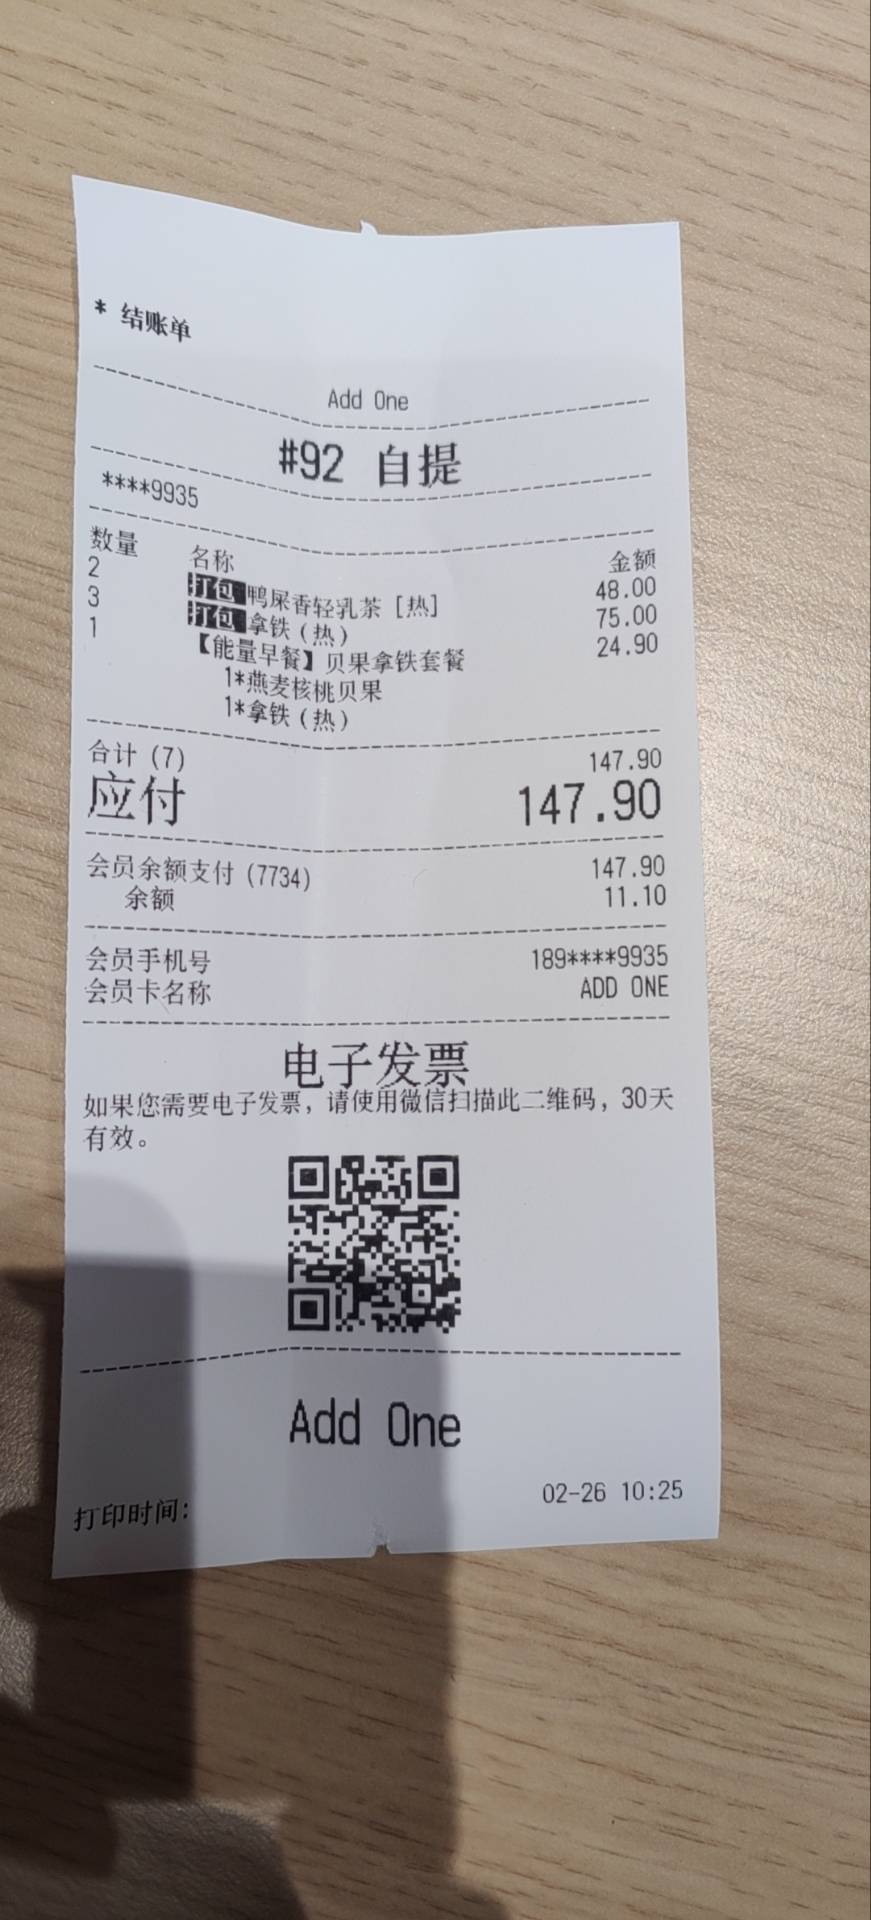 * 结账单
Add One
#92 自提
****9935
数量 名称 金额
2 打包 鸭屎香轻乳茶 [热] 48.00
3 打包 拿铁 (热) 75.00
1 【能量早餐】贝果拿铁套餐 24.90
1*燕麦核桃贝果
1*拿铁 (热)
合计 (7) 147.90
应付 147.90
会员余额支付 (7734) 147.90
余额 11.10
会员手机号 189****9935
会员卡名称 ADD ONE
电子发票
如果您需要电子发票，请使用微信扫描此二维码，30天
有效。
Add One
打印时间: 02-26 10:25